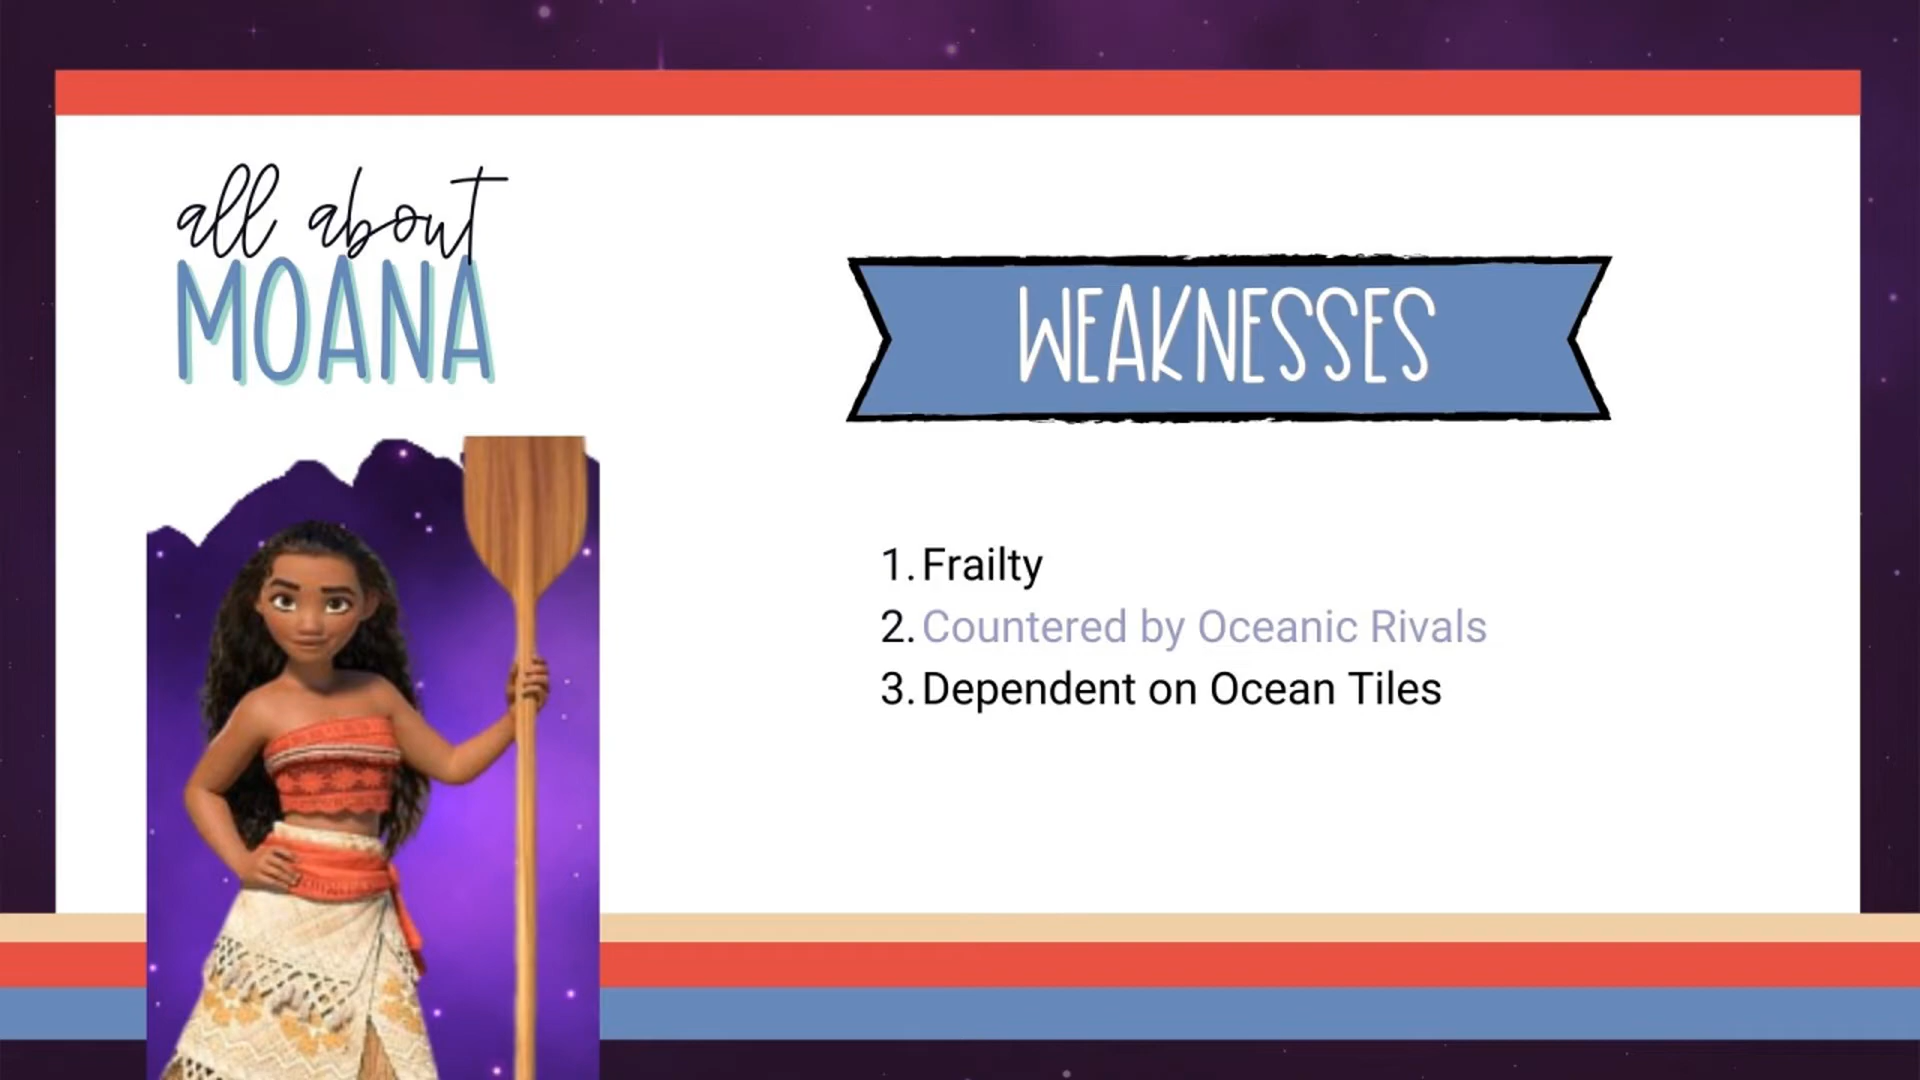 all about
MOANA
WEAKNESSES
1. Frailty
2. Countered by Oceanic Rivals
3. Dependent on Ocean Tiles